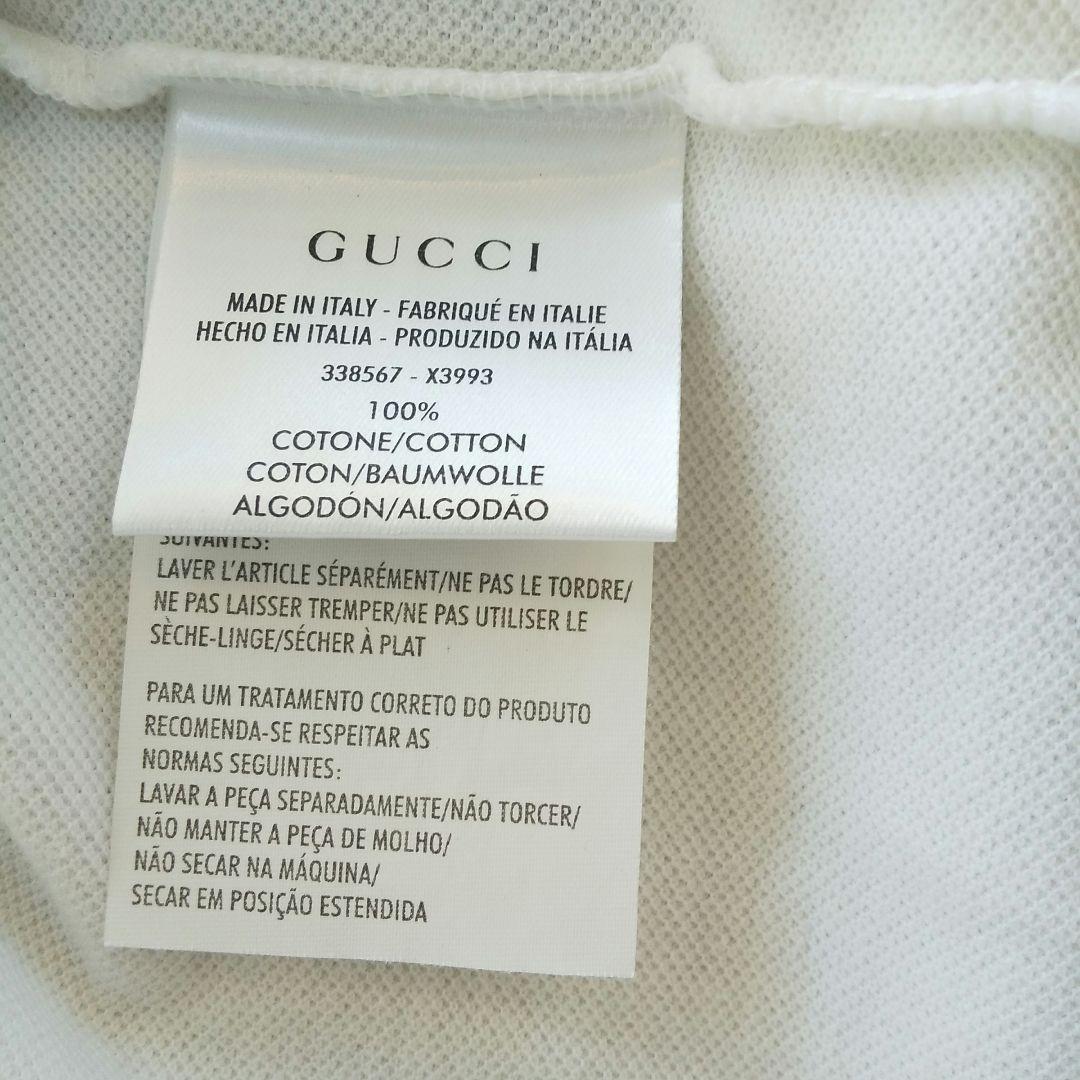 GUCCI
MADE IN ITALY - FABRIQUÉ EN ITALIE
HECHO EN ITALIA - PRODUZIDO NA ITÁLIA
338567 - X3993
100%
COTONE/COTTON
COTON/BAUMWOLLE
ALGODÓN/ALGODÃO
SUIVANTES:
LAVER L'ARTICLE SÉPARÉMENT/NE PAS LE TORDRE/
NE PAS LAISSER TREMPER/NE PAS UTILISER LE
SÈCHE-LINGE/SÉCHER À PLAT
PARA UM TRATAMENTO CORRETO DO PRODUTO
RECOMENDA-SE RESPEITAR AS
NORMAS SEGUINTES:
LAVAR A PEÇA SEPARADAMENTE/NÃO TORCER/
NÃO MANTER A PEÇA DE MOLHO/
NÃO SECAR NA MÁQUINA/
SECAR EM POSIÇÃO ESTENDIDA